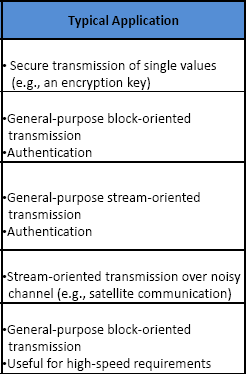 Typical Application
• Secure transmission of single values
(e.g., an encryption key)
•General-purpose block-oriented
transmission
•Authentication
•General-purpose stream-oriented
transmission
•Authentication
•Stream-oriented transmission over noisy
channel (e.g., satellite communication)
•General-purpose block-oriented
transmission
•Useful for high-speed requirements